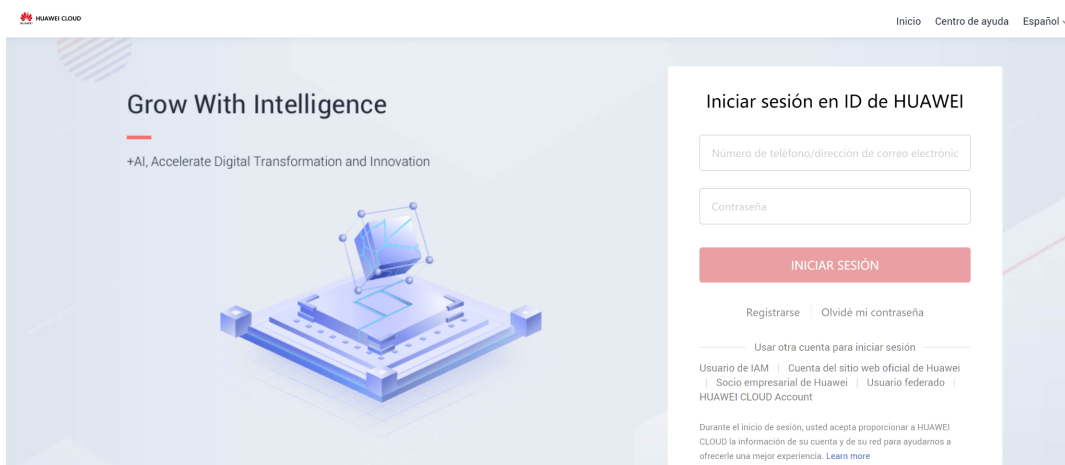 HUAWEI CLOUD
Inicio Centro de ayuda Español
Grow With Intelligence
+AI, Accelerate Digital Transformation and Innovation
Iniciar sesión en ID de HUAWEI
Número de teléfono/dirección de correo electrónic
Contraseña
INICIAR SESIÓN
Registrarse | Olvidé mi contraseña
Usar otra cuenta para iniciar sesión
Usuario de IAM | Cuenta del sitio web oficial de Huawei
| Socio empresarial de Huawei | Usuario federado |
HUAWEI CLOUD Account
Durante el inicio de sesión, usted acepta proporcionar a HUAWEI
CLOUD la información de su cuenta y de su red para ayudarnos a
ofrecerle una mejor experiencia. Learn more